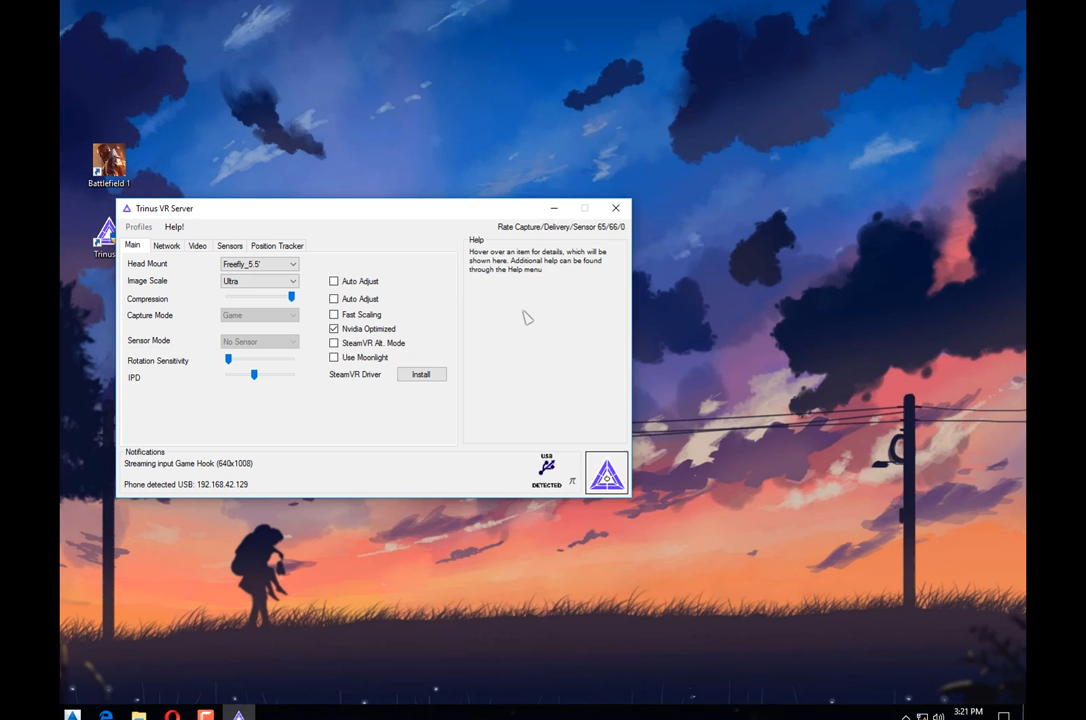 Battlefield 1
Trinus
Trinus VR Server
Profiles Help! Rate Capture/Delivery/Sensor 65/66/0
Main Network Video Sensors Position Tracker
Head Mount Freefly_5.5'
Image Scale Ultra Auto Adjust
Compression Auto Adjust
Capture Mode Game Fast Scaling
Nvidia Optimized
Sensor Mode No Sensor SteamVR Alt. Mode
Rotation Sensitivity Use Moonlight
IPD SteamVR Driver Install
Help
Hover over an item for details, which will be
shown here. Additional help can be found
through the Help menu
Notifications
Streaming input Game Hook (640x1008)
Phone detected USB: 192.168.42.129
USB
DETECTED
π
3:21 PM